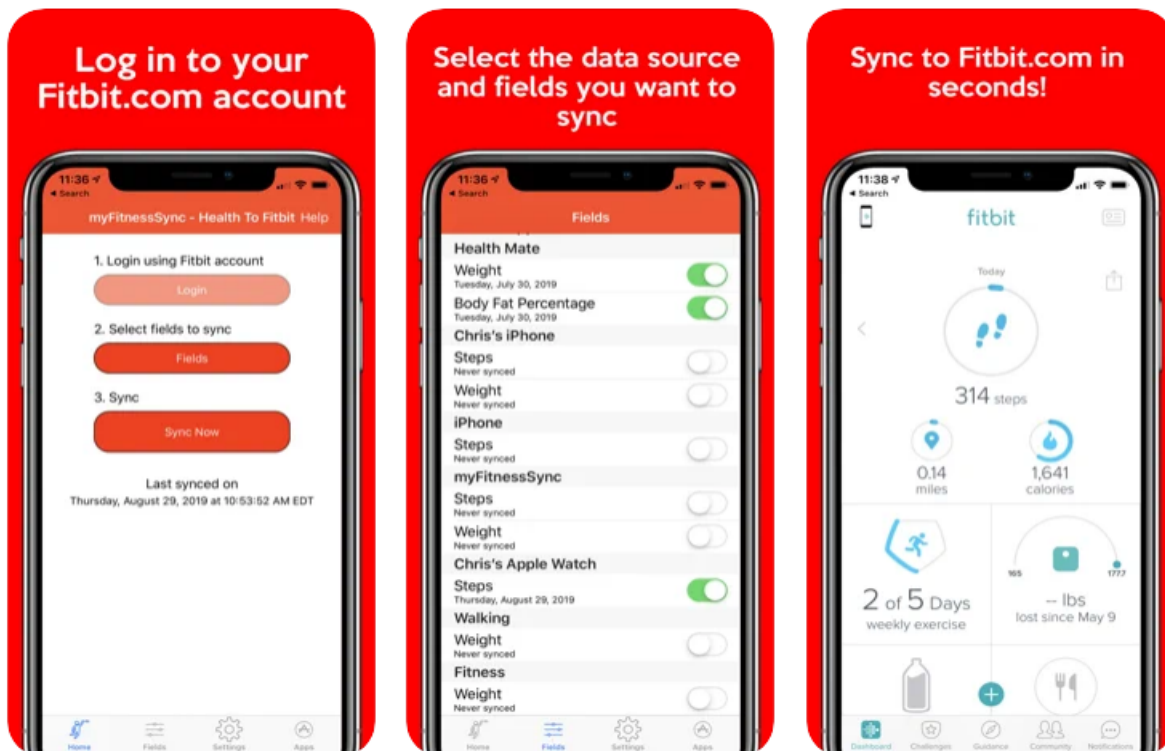 Log in to your
Fitbit.com account
11:36
Search
myFitnessSync - Health To Fitbit Help
1. Login using Fitbit account
Login
2. Select fields to sync
Fields
3. Sync
Sync Now
Last synced on
Thursday, August 29, 2019 at 10:53:52 AM EDT
Home Fields Settings Apps
Select the data source
and fields you want to
sync
11:36
Search
Fields
Health Mate
Weight
Tuesday, July 30, 2019
Body Fat Percentage
Tuesday, July 30, 2019
Chris's iPhone
Steps
Never synced
Weight
Never synced
iPhone
Steps
Never synced
myFitnessSync
Steps
Never synced
Weight
Never synced
Chris's Apple Watch
Steps
Thursday, August 29, 2019
Walking
Weight
Never synced
Fitness
Weight
Never synced
Home Fields Settings Apps
Sync to Fitbit.com in
seconds!
11:38
Search
fitbit
Today
314 steps
0.14
miles
1,641
calories
2 of 5 Days
weekly exercise
165 177.7
-- lbs
lost since May 9
Dashboard Challenges Guidance Community Notifications